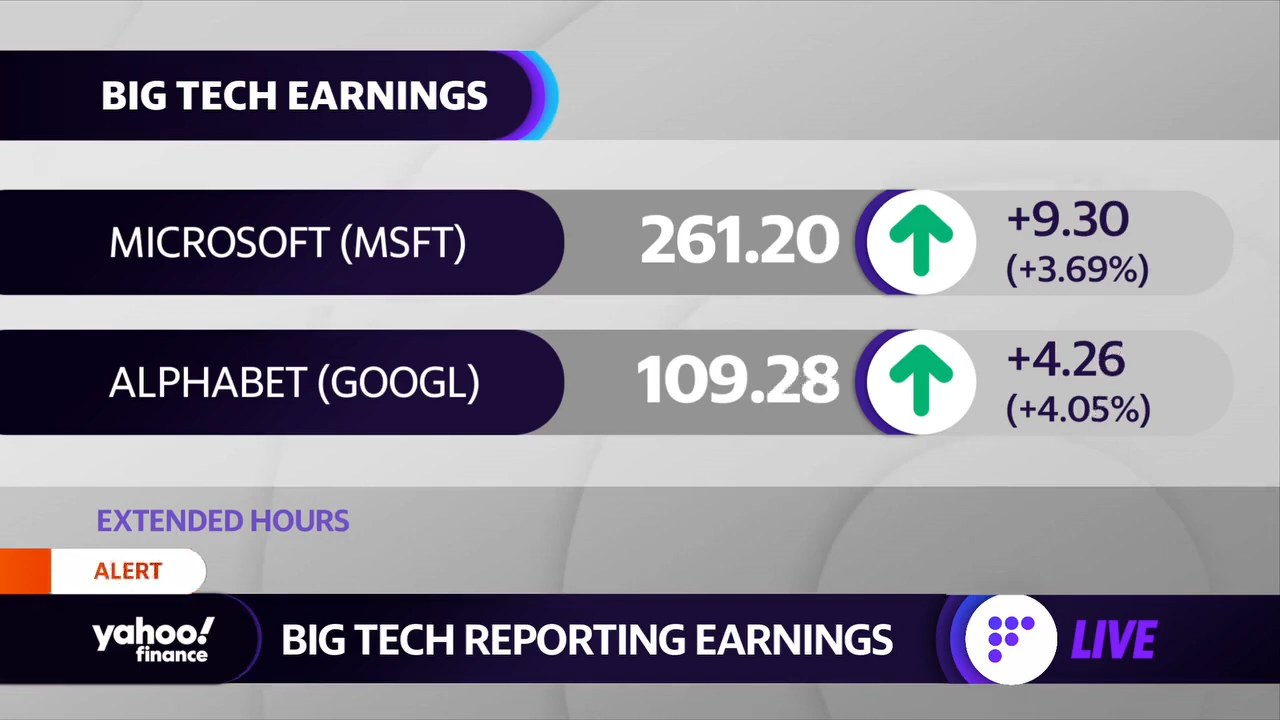 BIG TECH EARNINGS
MICROSOFT (MSFT)
261.20
+9.30
(+3.69%)
ALPHABET (GOOGL)
109.28
+4.26
(+4.05%)
EXTENDED HOURS
ALERT
yahoo!
finance
BIG TECH REPORTING EARNINGS
LIVE